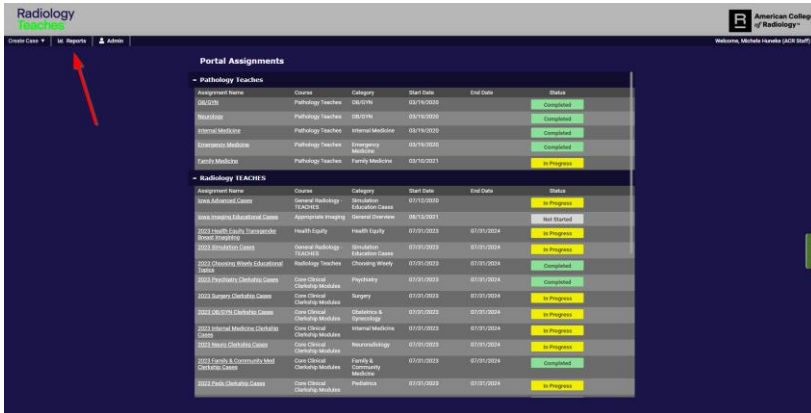 Radiology
Teaches
American College
of Radiology™
Create Case ▼ Reports Admin
Welcome, Michele Huneke (ACR Staff)
Portal Assignments
– Pathology Teaches
Assignment Name Course Category Start Date End Date Status
OB/GYN Pathology Teaches OB/GYN 03/19/2020 Completed
Neurology Pathology Teaches OB/GYN 03/19/2020 Completed
Internal Medicine Pathology Teaches Internal Medicine 03/19/2020 Completed
Emergency Medicine Pathology Teaches Emergency Medicine 03/19/2020 Completed
Family Medicine Pathology Teaches Family Medicine 03/10/2021 In Progress
– Radiology TEACHES
Assignment Name Course Category Start Date End Date Status
Iowa Advanced Cases General Radiology - TEACHES Simulation Education Cases 07/12/2020 In Progress
Iowa Imaging Educational Cases Appropriate Imaging General Overview 08/13/2021 Not Started
2023 Health Equity Transgender Breast Imaging Health Equity Health Equity 07/31/2023 07/31/2024 In Progress
2023 Simulation Cases General Radiology - TEACHES Simulation Education Cases 07/31/2023 07/31/2024 In Progress
2023 Choosing Wisely Educational Topics Radiology Teaches Choosing Wisely 07/31/2023 07/31/2024 Completed
2023 Psychiatry Clerkship Cases Core Clinical Clerkship Modules Psychiatry 07/31/2023 07/31/2024 Completed
2023 Surgery Clerkship Cases Core Clinical Clerkship Modules Surgery 07/31/2023 07/31/2024 In Progress
2023 OB/GYN Clerkship Cases Core Clinical Clerkship Modules Obstetrics & Gynecology 07/31/2023 07/31/2024 In Progress
2023 Internal Medicine Clerkship Cases Core Clinical Clerkship Modules Internal Medicine 07/31/2023 07/31/2024 In Progress
2023 Neuro Clerkship Cases Core Clinical Clerkship Modules Neuroradiology 07/31/2023 07/31/2024 In Progress
2023 Family & Community Med Clerkship Cases Core Clinical Clerkship Modules Family & Community Medicine 07/31/2023 07/31/2024 Completed
2023 Peds Clerkship Cases Core Clinical Clerkship Modules Pediatrics 07/31/2023 07/31/2024 In Progress